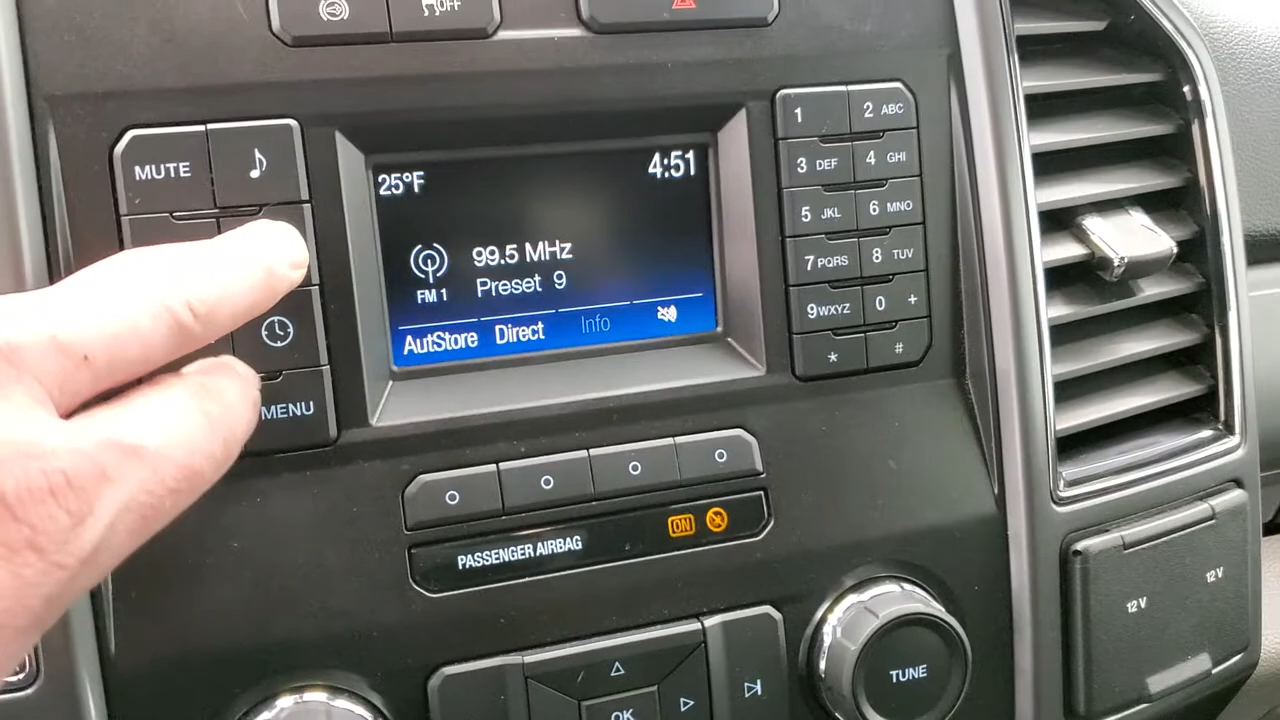 OFF
MUTE
25°F
4:51
99.5 MHz
Preset 9
FM 1
AutStore Direct Info
MENU
1
2 ABC
3 DEF
4 GHI
5 JKL
6 MNO
7 PQRS
8 TUV
9 WXYZ
0 +
*
#
PASSENGER AIRBAG ON
OK
TUNE
12 V
12 V